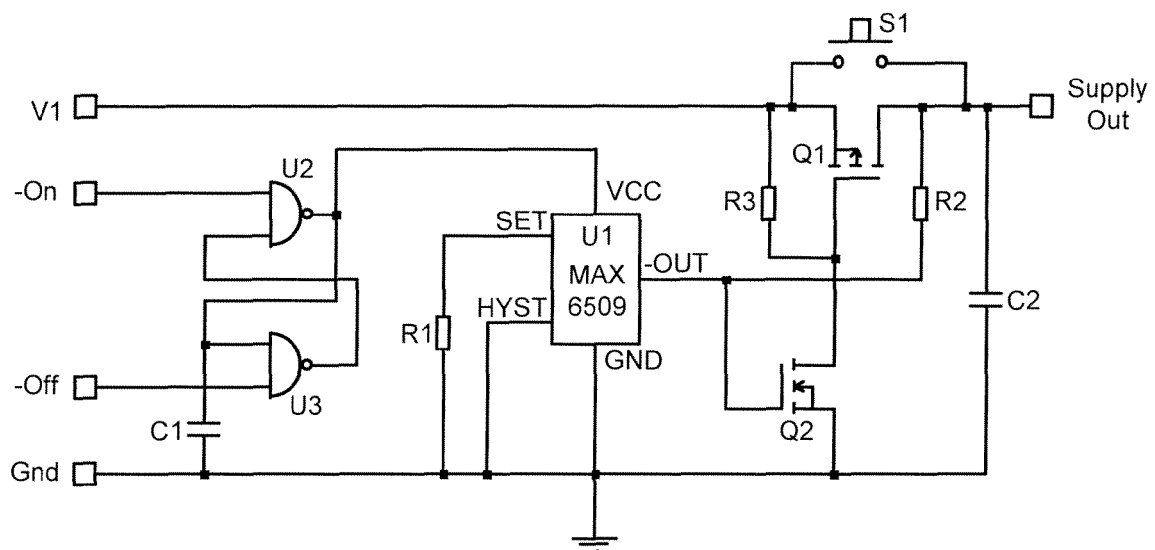 S1
V1
Supply
Out
Q1
U2
-On
VCC
R3
R2
SET
U1
-OUT
MAX
HYST
6509
C2
R1
GND
-Off
U3
C1
Q2
Gnd